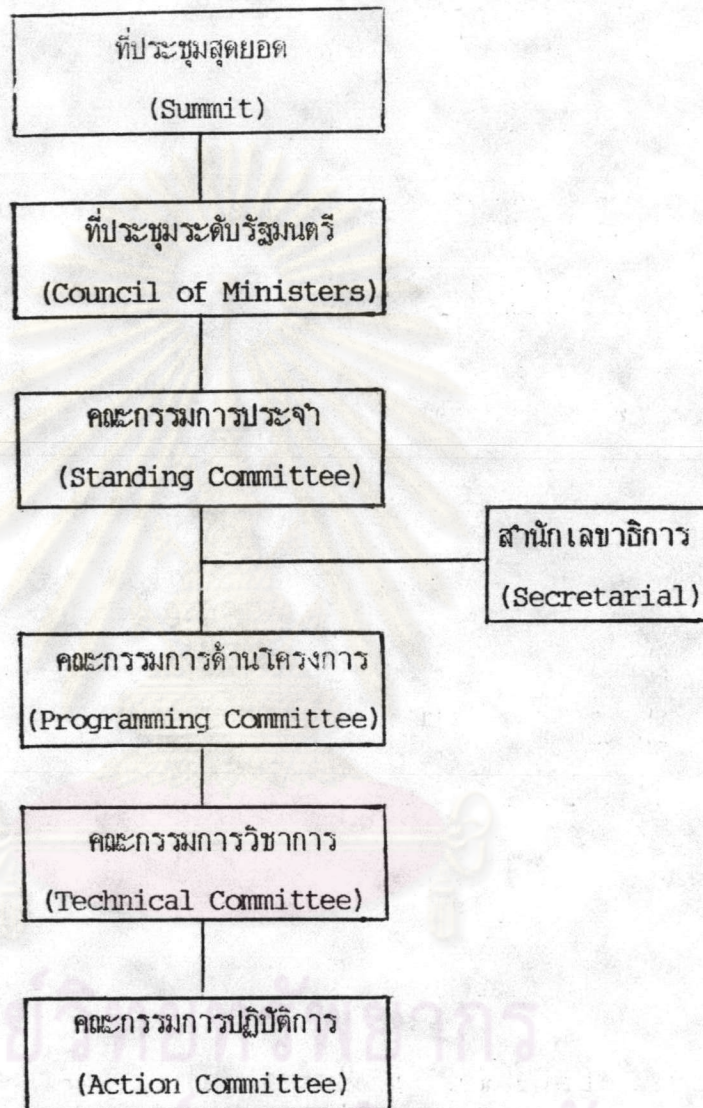 ที่ประชุมสุดยอด
(Summit)
ที่ประชุมระดับรัฐมนตรี
(Council of Ministers)
คณะกรรมการประจำ
(Standing Committee)
สำนักเลขาธิการ
(Secretarial)
คณะกรรมการด้านโครงการ
(Programming Committee)
คณะกรรมการวิชาการ
(Technical Committee)
คณะกรรมการปฏิบัติการ
(Action Committee)